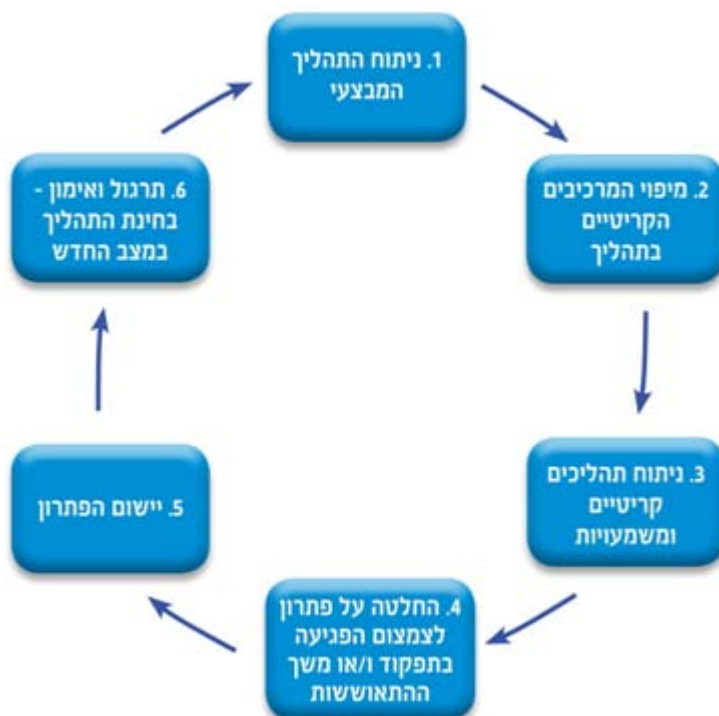 1. ניתוח התהליך
המבצעי
2. מיפוי המרכיבים
הקריטיים
בתהליך
3. ניתוח תהליכים
קריטיים
ומשמעויות
4. החלטה על פתרון
לצמצום הפגיעה
בתפקוד ו/או משך
ההתאוששות
5. יישום הפתרון
6. תרגול ואימון -
בחינת התהליך
במצב החדש